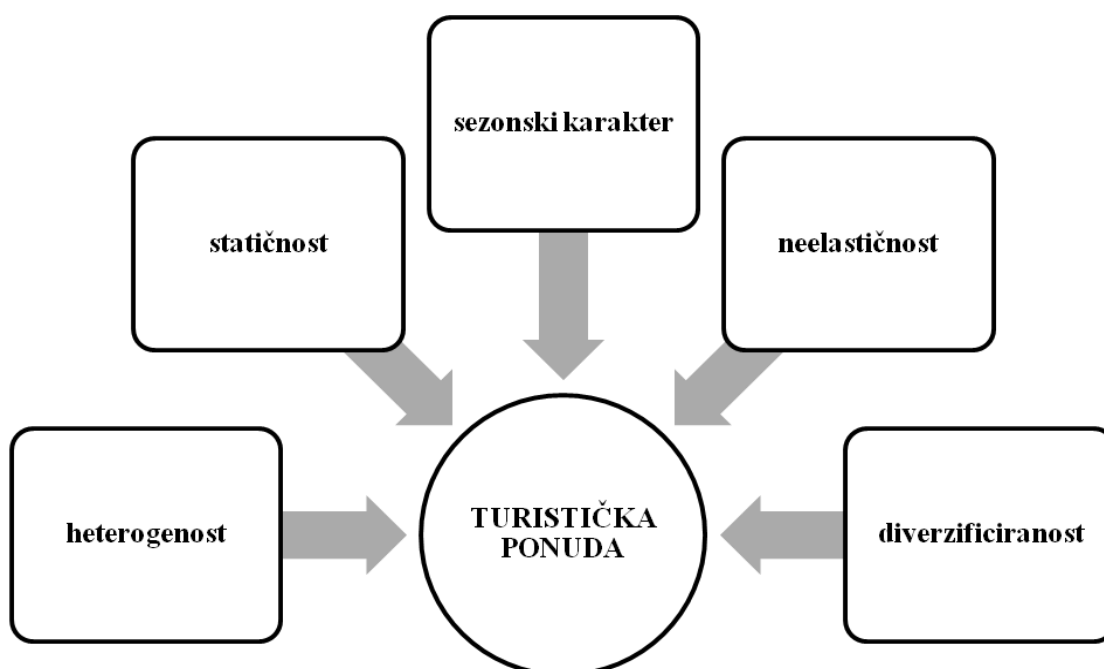 sezonski karakter
statičnost
neelastičnost
heterogenost
TURISTIČKA
PONUDA
diverzificiranost